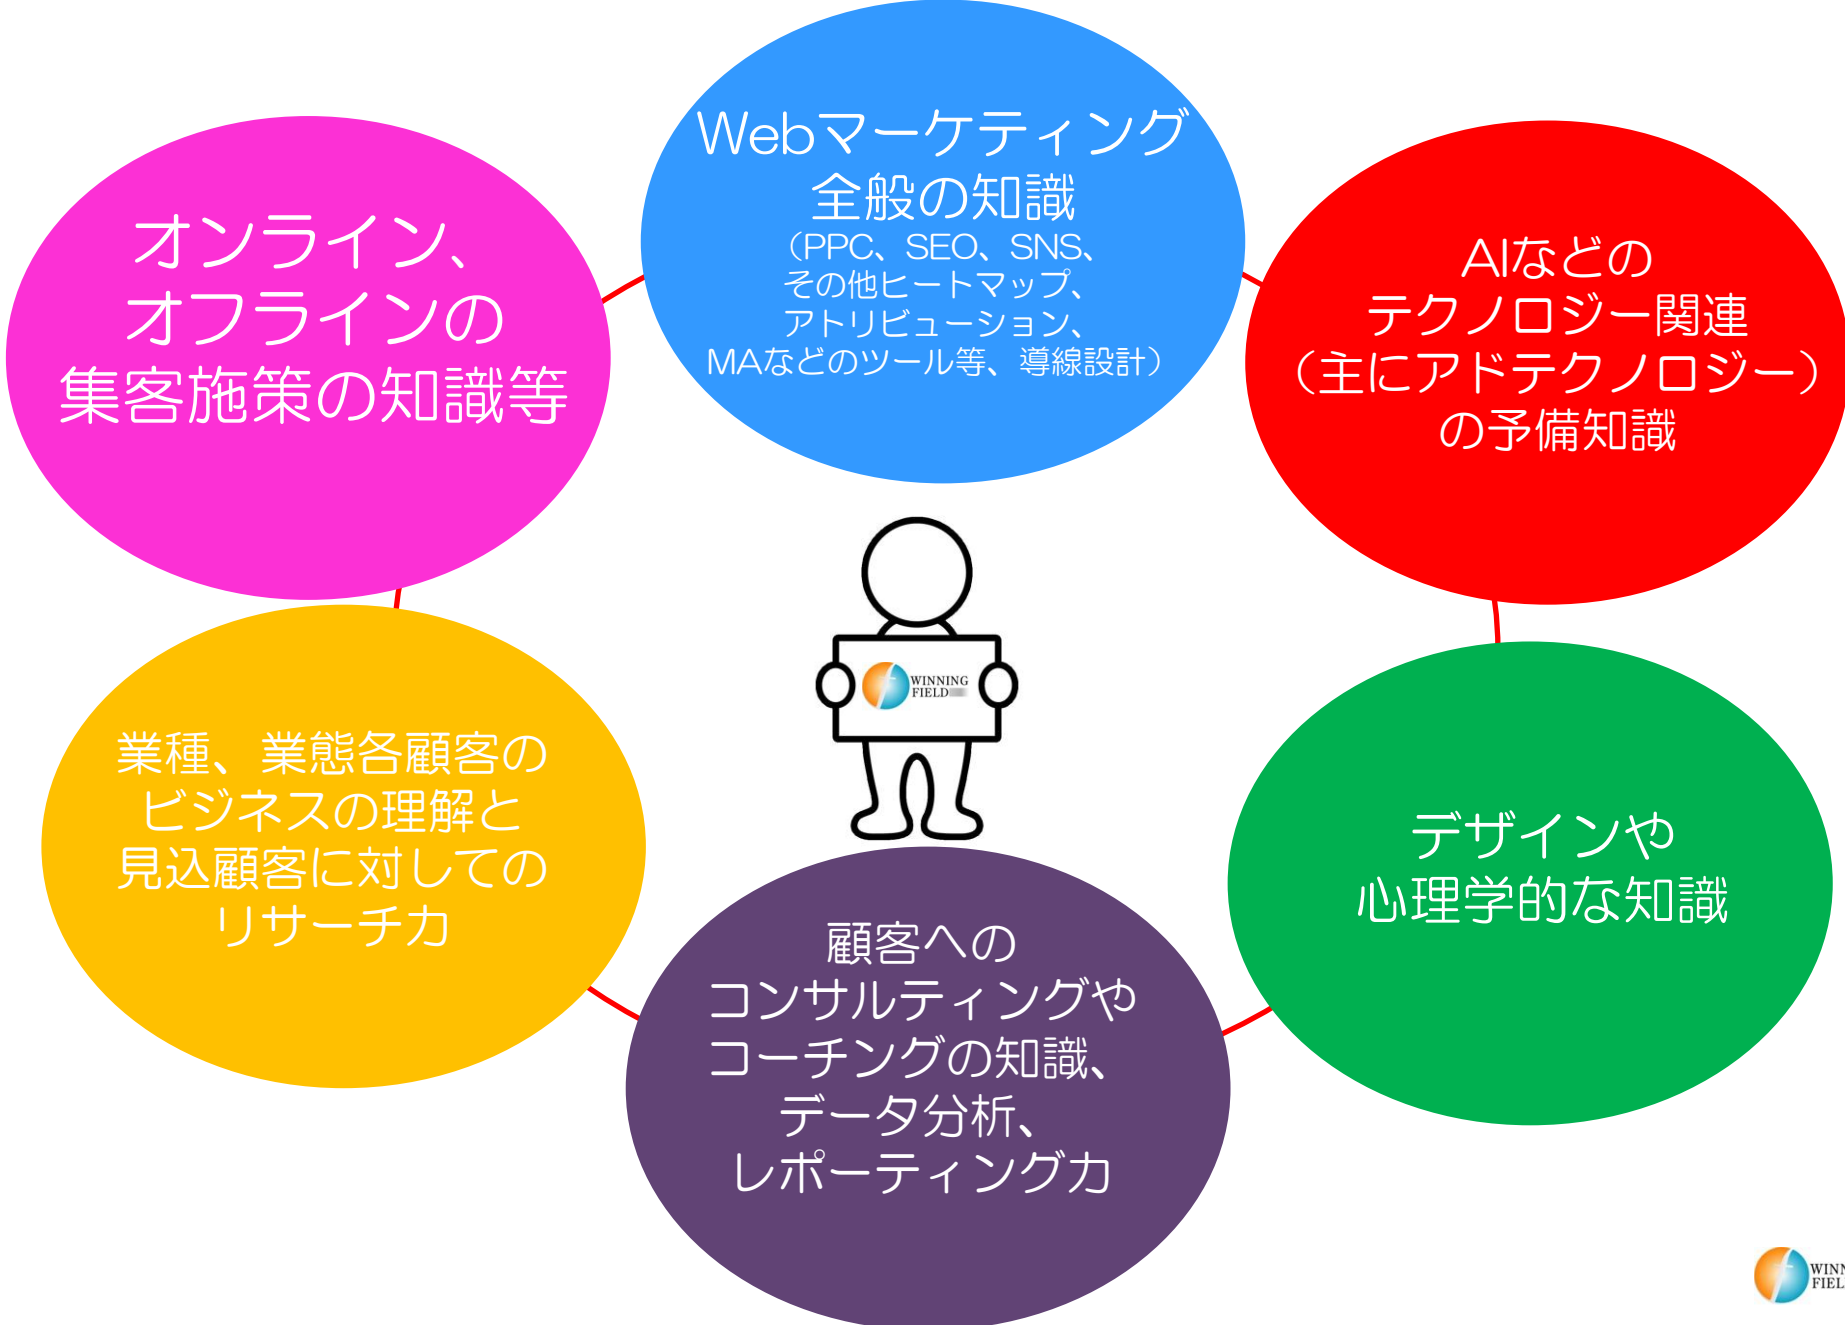 Webマーケティング
全般の知識
（PPC、SEO、SNS、
その他ヒートマップ、
アトリビューション、
MAなどのツール等、導線設計）
オンライン、
オフラインの
集客施策の知識等
AIなどの
テクノロジー関連
（主にアドテクノロジー）
の予備知識
WINNING
FIELD
業種、業態各顧客の
ビジネスの理解と
見込顧客に対しての
リサーチ力
デザインや
心理学的な知識
顧客への
コンサルティングや
コーチングの知識、
データ分析、
レポーティング力